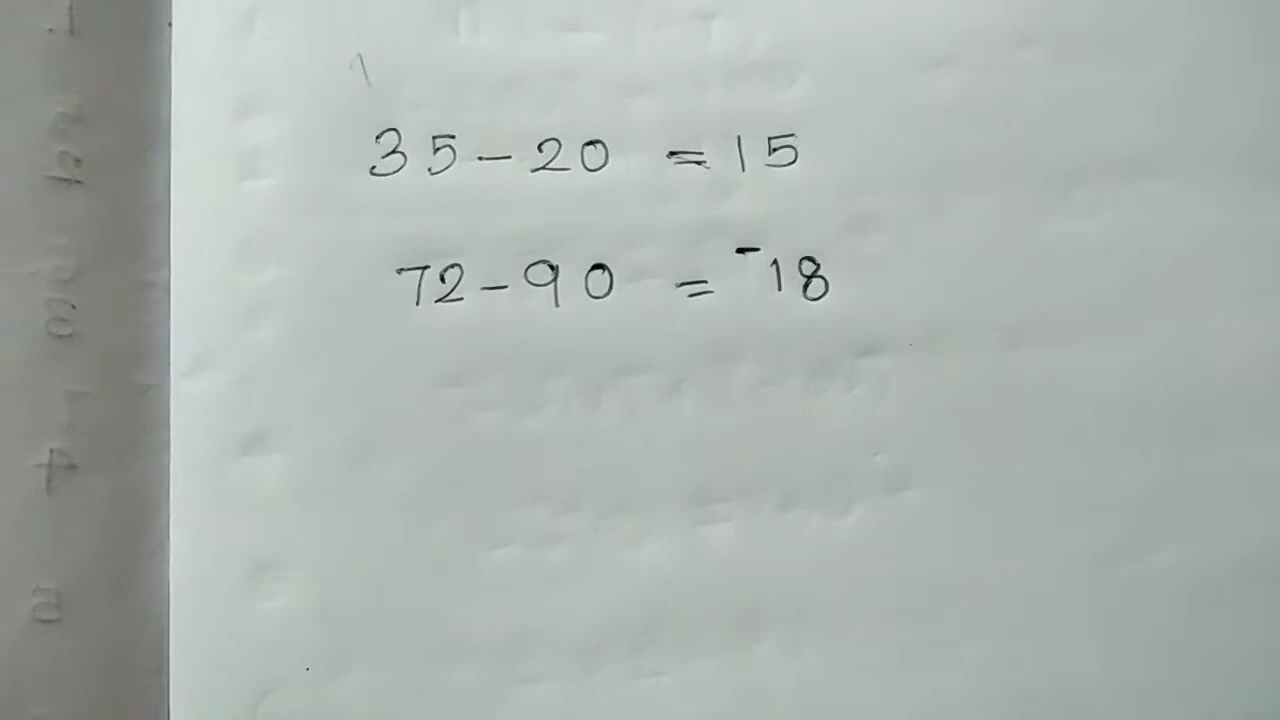 35-20 = 15
72-90 = -18